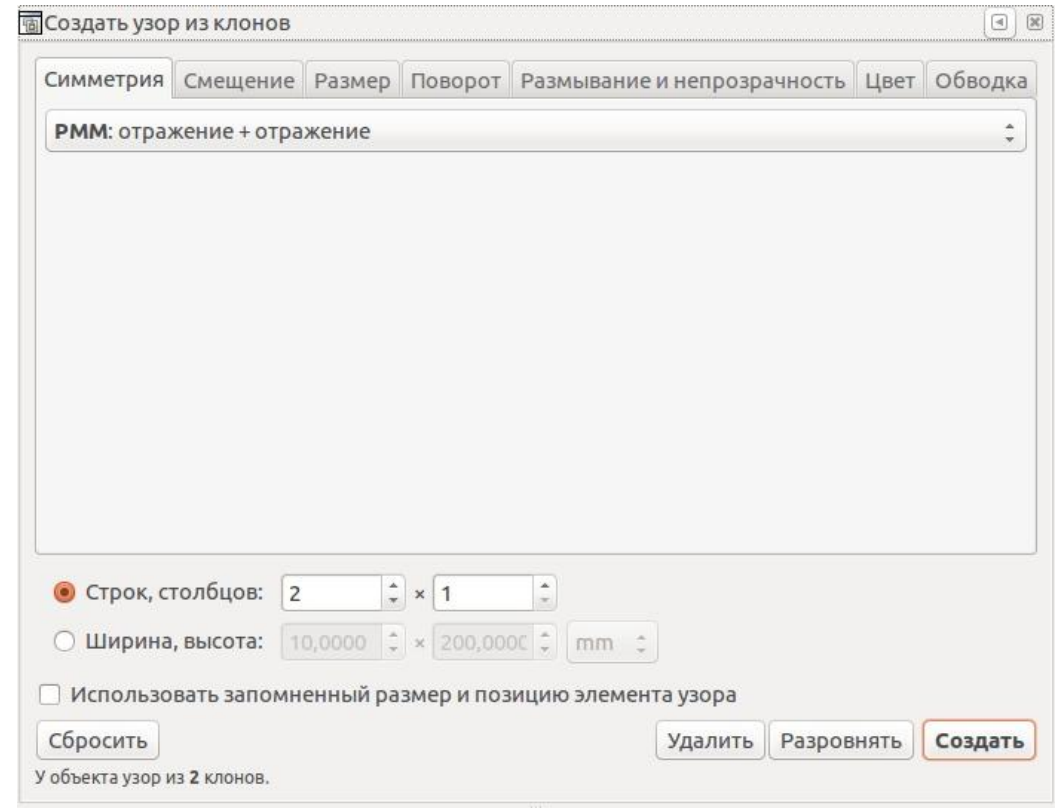 Создать узор из клонов
Симметрия Смещение Размер Поворот Размывание и непрозрачность Цвет Обводка
PMM: отражение + отражение
Строк, столбцов: 2 × 1
Ширина, высота: 10,0000 × 200,0000 mm
Использовать запомненный размер и позицию элемента узора
Сбросить Удалить Разровнять Создать
У объекта узор из 2 клонов.